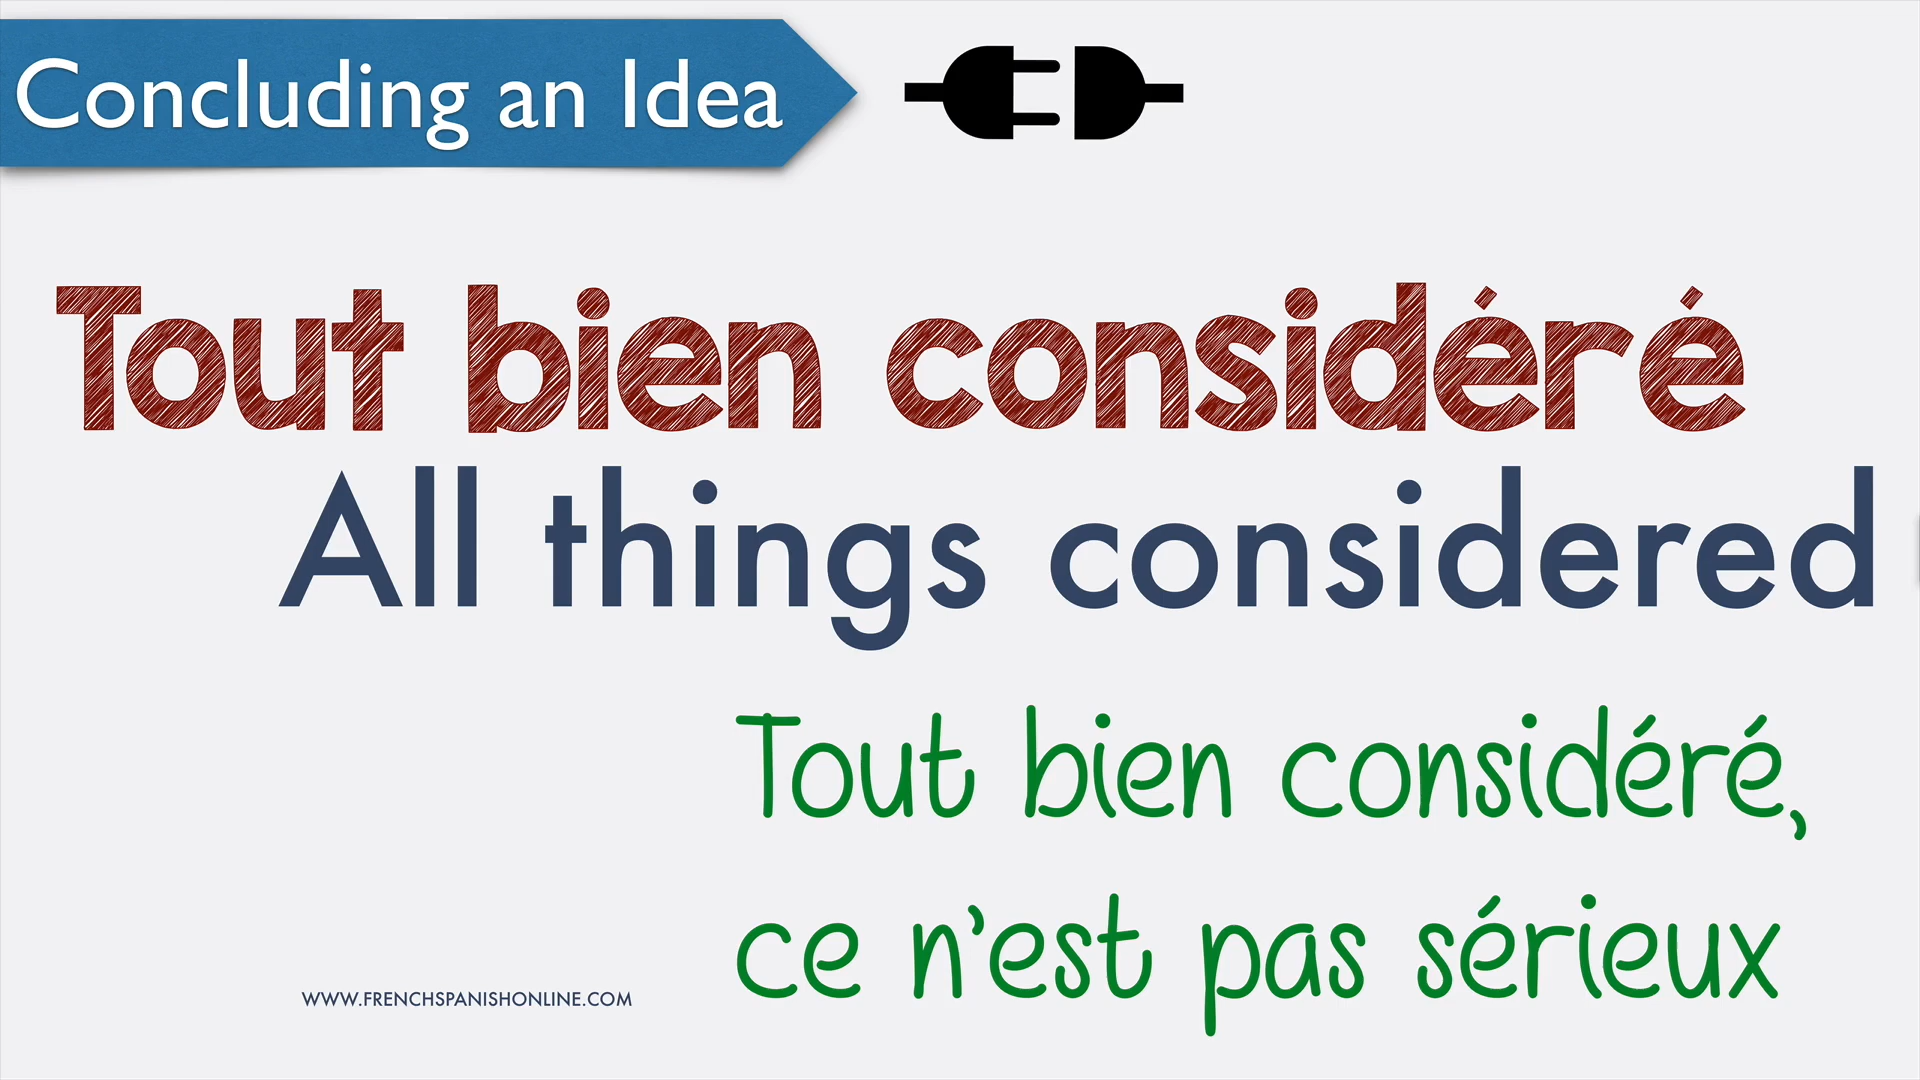 Concluding an Idea
Tout bien considéré
All things considered
Tout bien considéré,
ce n'est pas sérieux
WWW.FRENCHSPANISHONLINE.COM